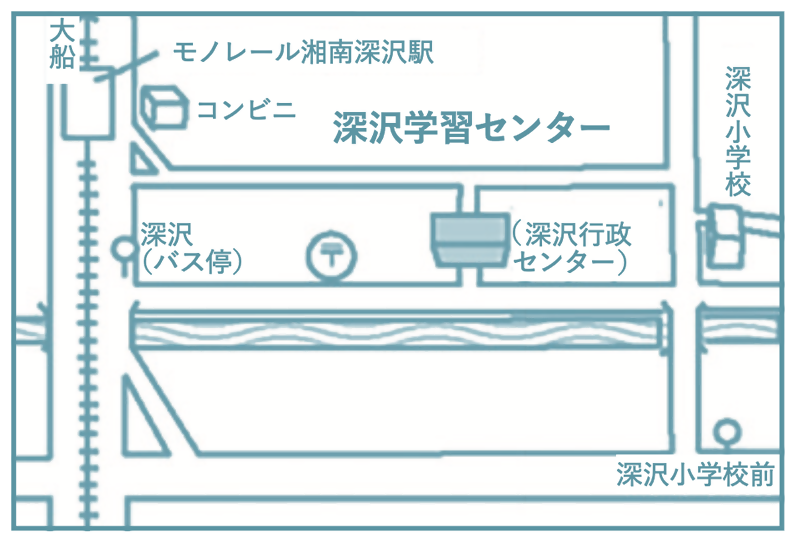 大船
モノレール湘南深沢駅
コンビニ
深沢学習センター
深沢小学校
深沢
（バス停）
〒
（深沢行政
センター）
深沢小学校前